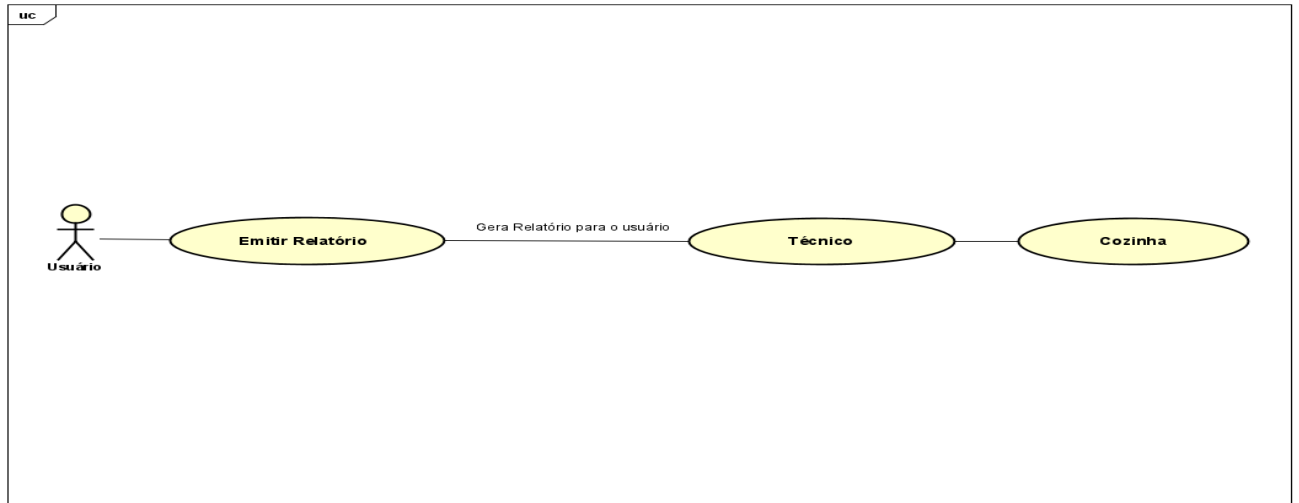 uc
Gera Relatório para o usuário
Emitir Relatório
Técnico
Cozinha
Usuário